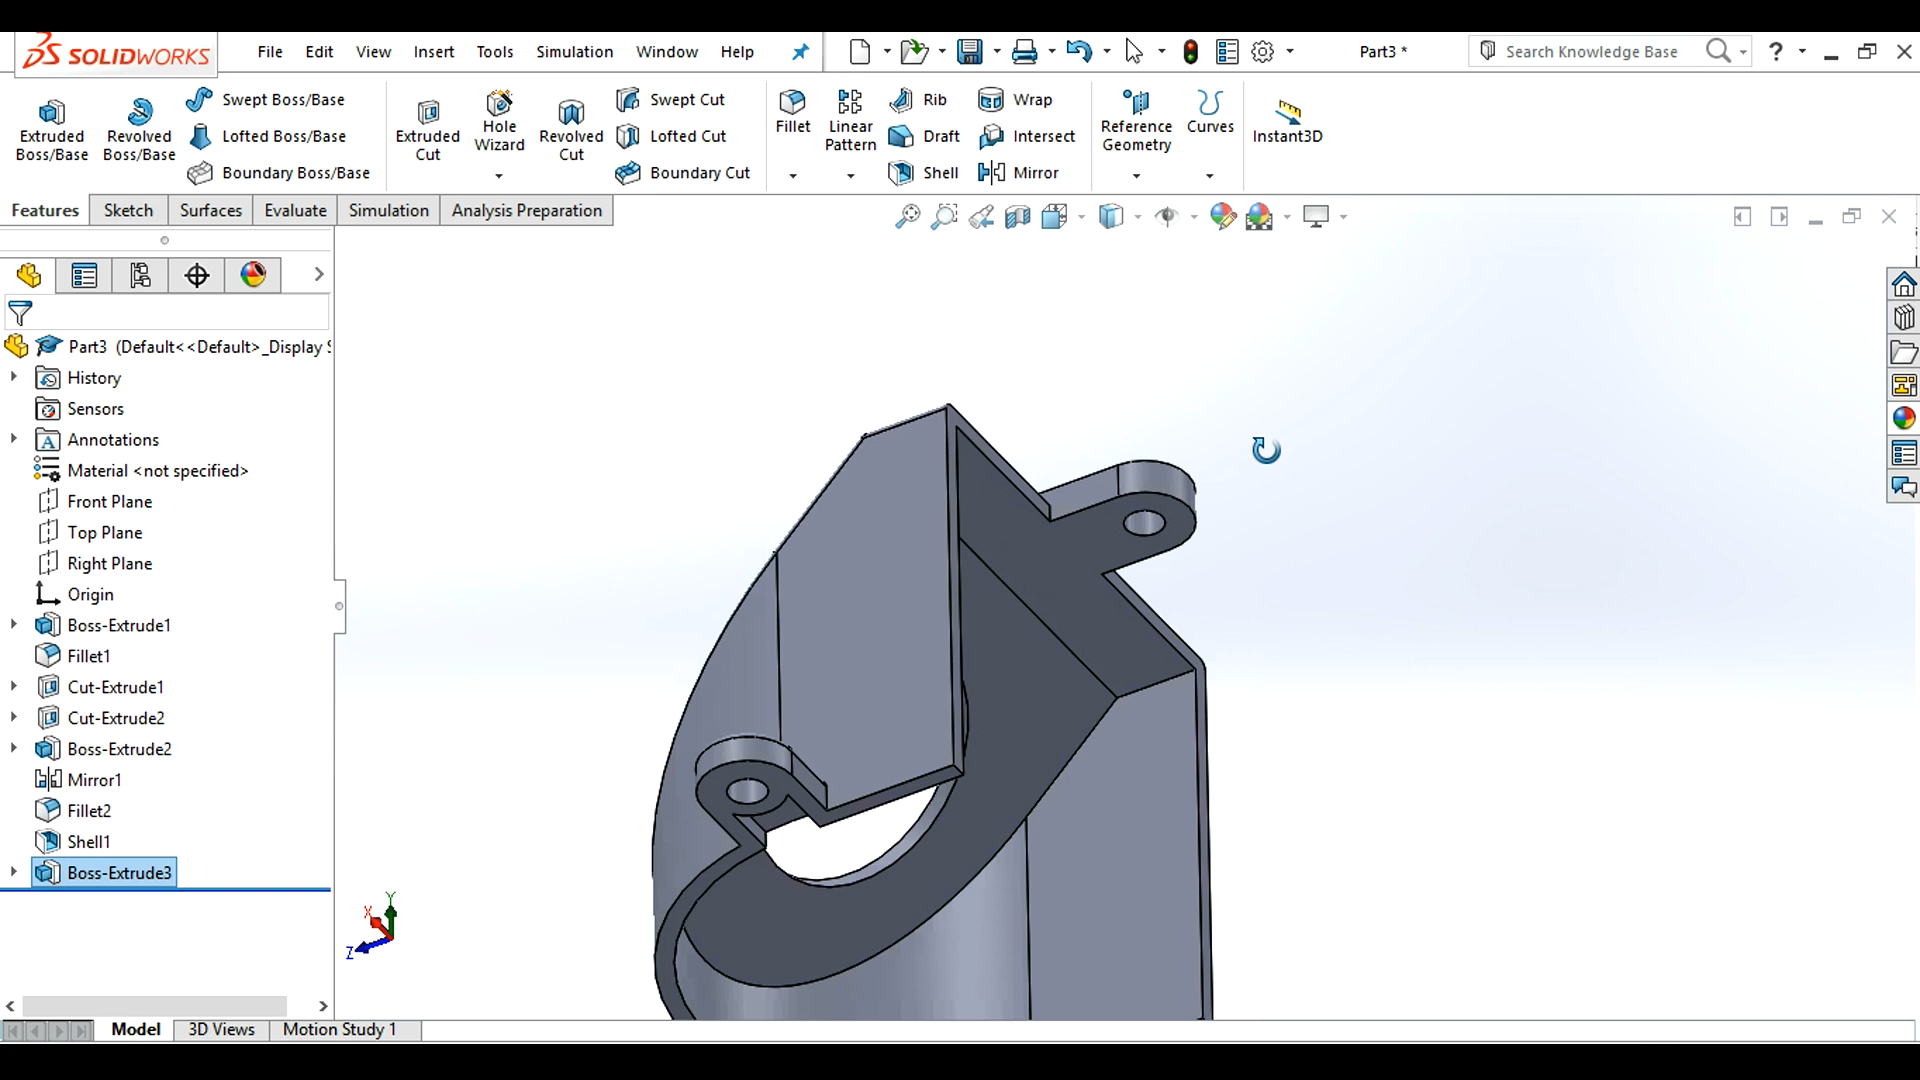 SOLIDWORKS
File Edit View Insert Tools Simulation Window Help
Part3 *
Search Knowledge Base
?
Extruded Boss/Base
Revolved Boss/Base
Swept Boss/Base
Lofted Boss/Base
Boundary Boss/Base
Extruded Cut
Hole Wizard
Revolved Cut
Swept Cut
Lofted Cut
Boundary Cut
Fillet
Linear Pattern
Rib
Draft
Shell
Wrap
Intersect
Mirror
Reference Geometry
Curves
Instant3D
Features Sketch Surfaces Evaluate Simulation Analysis Preparation
Part3 (Default<<Default>_Display S
History
Sensors
A Annotations
Material <not specified>
Front Plane
Top Plane
Right Plane
Origin
Boss-Extrude1
Fillet1
Cut-Extrude1
Cut-Extrude2
Boss-Extrude2
Mirror1
Fillet2
Shell1
Boss-Extrude3
Y
X
Z
Model 3D Views Motion Study 1